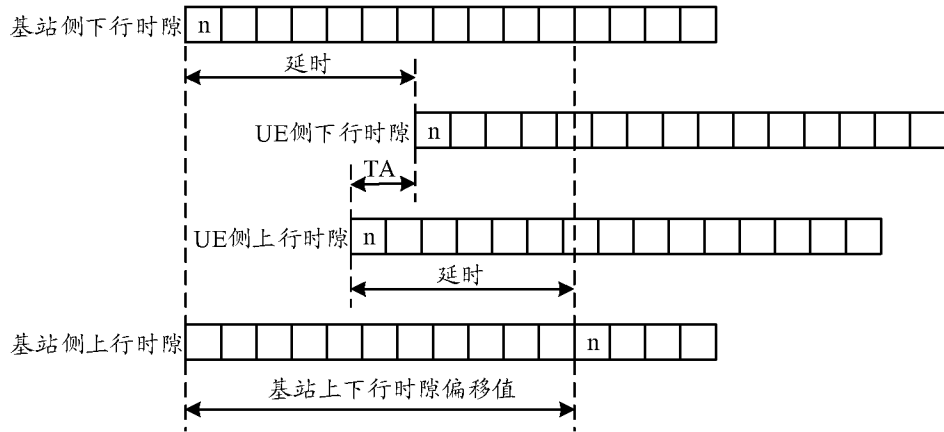 基站侧下行时隙 n
延时
UE侧下行时隙 n
TA
UE侧上行时隙 n
延时
基站侧上行时隙 n
基站上下行时隙偏移值